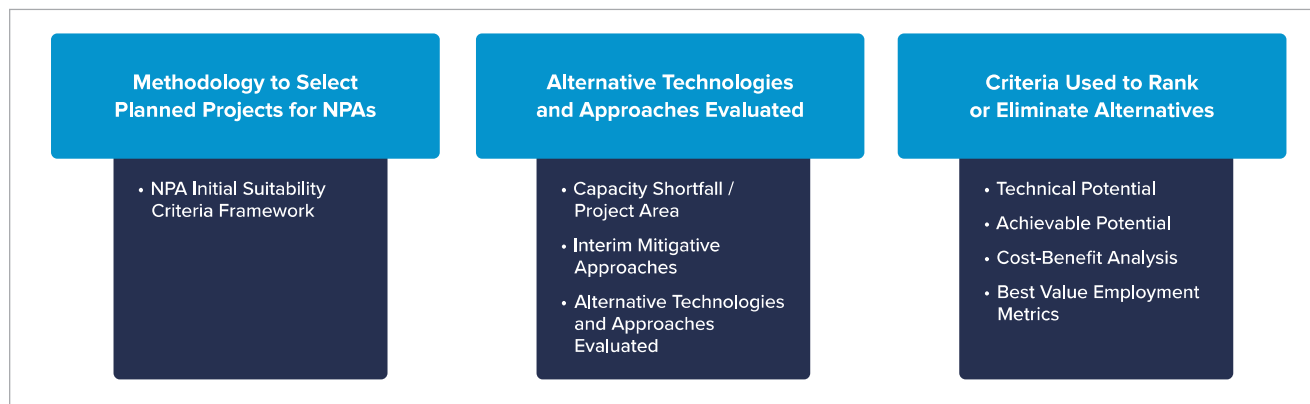 Methodology to Select
Planned Projects for NPAs
• NPA Initial Suitability
Criteria Framework
Alternative Technologies
and Approaches Evaluated
• Capacity Shortfall /
Project Area
• Interim Mitigative
Approaches
• Alternative Technologies
and Approaches
Evaluated
Criteria Used to Rank
or Eliminate Alternatives
• Technical Potential
• Achievable Potential
• Cost-Benefit Analysis
• Best Value Employment
Metrics